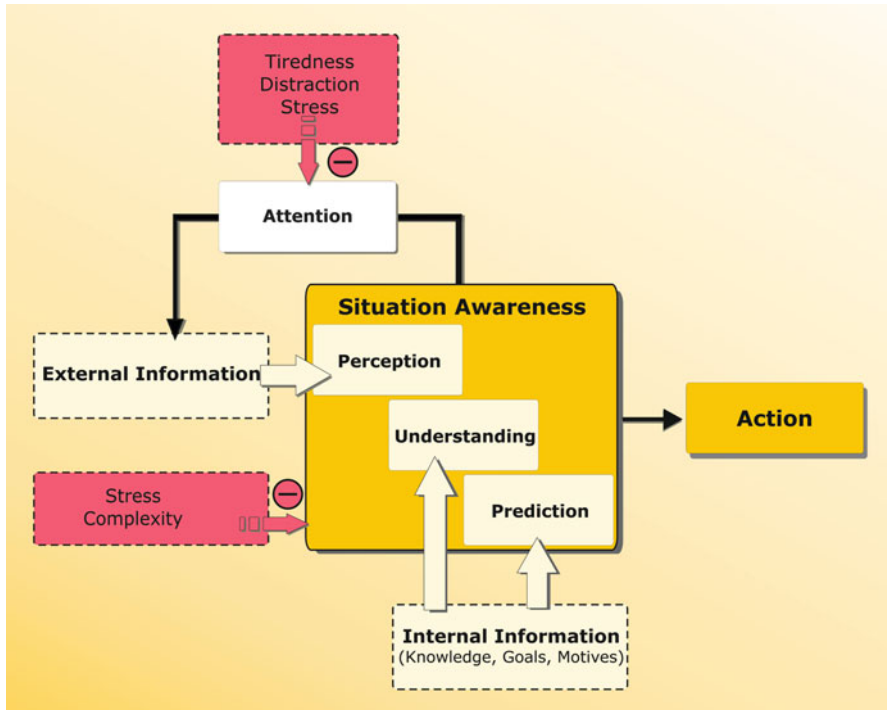 Tiredness
Distraction
Stress
Attention
Situation Awareness
Perception
External Information
Understanding
Action
Stress
Complexity
Prediction
Internal Information
(Knowledge, Goals, Motives)